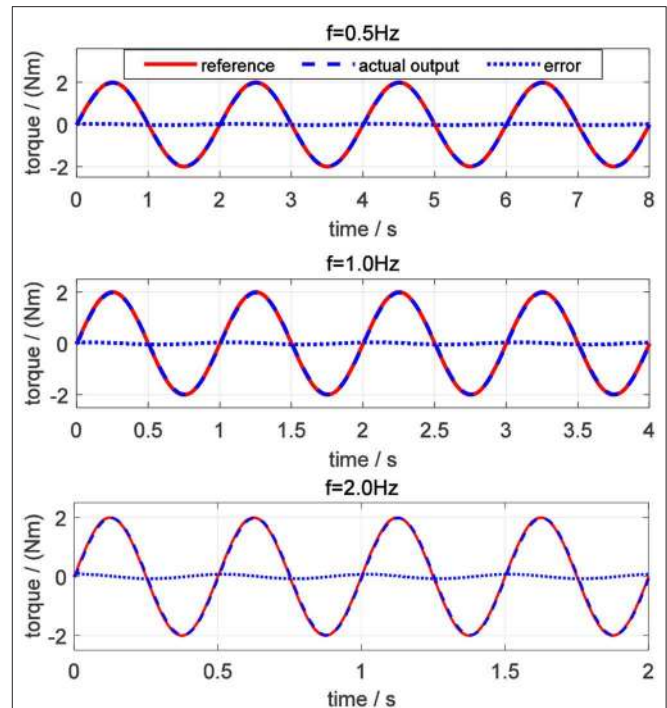 f=0.5Hz
reference actual output error
torque / (Nm)
2
0
-2
0 1 2 3 4 5 6 7 8
time / s
f=1.0Hz
torque / (Nm)
2
0
-2
0 0.5 1 1.5 2 2.5 3 3.5 4
time / s
f=2.0Hz
torque / (Nm)
2
0
-2
0 0.5 1 1.5 2
time / s